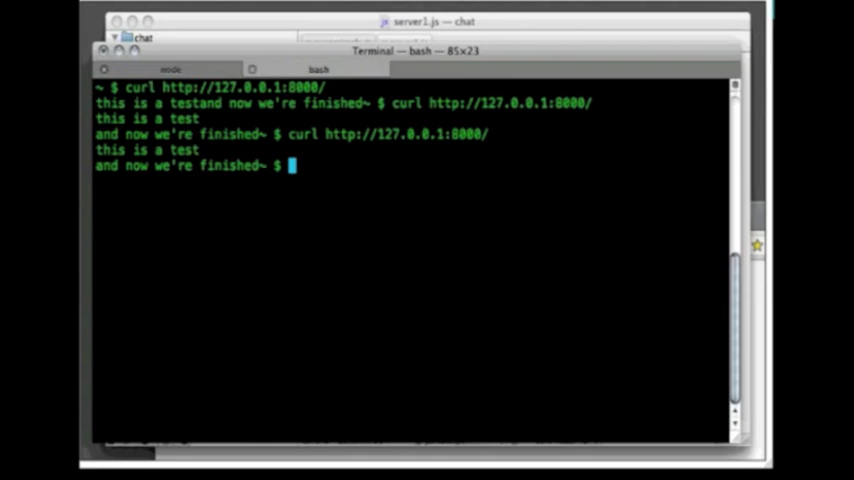 server1.js — chat
chat
Terminal — bash — 85×23
node
bash
~ $ curl http://127.0.0.1:8000/
this is a testand now we're finished~ $ curl http://127.0.0.1:8000/
this is a test
and now we're finished~ $ curl http://127.0.0.1:8000/
this is a test
and now we're finished~ $